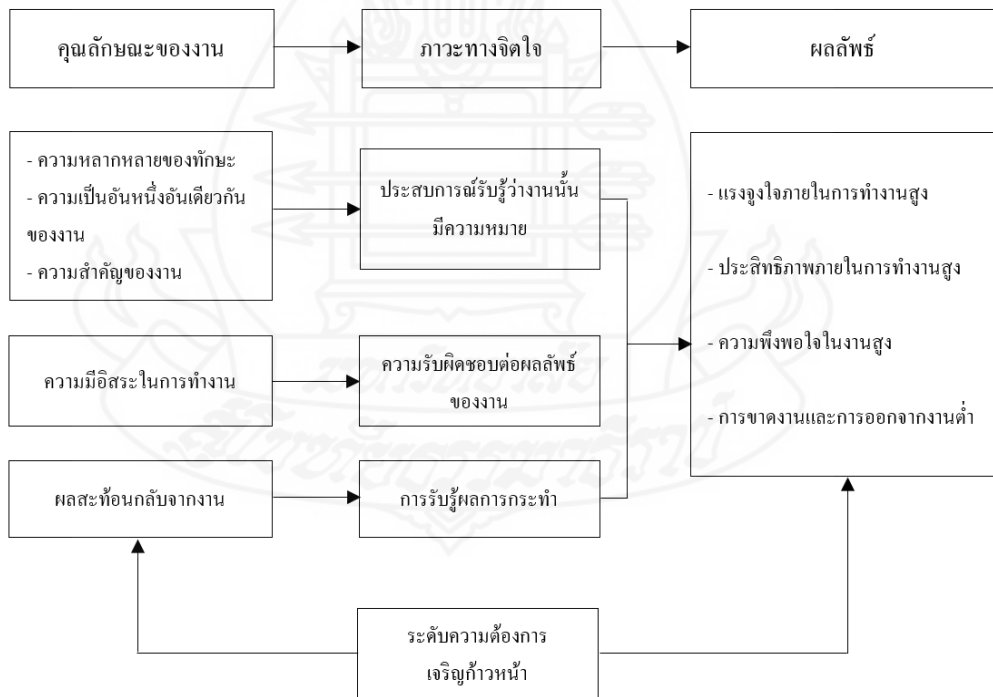 คุณลักษณะของงาน
ภาวะทางจิตใจ
ผลลัพธ์
- ความหลากหลายของทักษะ
- ความเป็นอันหนึ่งอันเดียวกัน
ของงาน
- ความสำคัญของงาน
ประสบการณ์รับรู้ว่างานนั้น
มีความหมาย
- แรงจูงใจภายในการทำงานสูง
- ประสิทธิภาพภายในการทำงานสูง
- ความพึงพอใจในงานสูง
- การขาดงานและการออกจากงานต่ำ
ความมีอิสระในการทำงาน
ความรับผิดชอบต่อผลลัพธ์
ของงาน
ผลสะท้อนกลับจากงาน
การรับรู้ผลการกระทำ
ระดับความต้องการ
เจริญก้าวหน้า